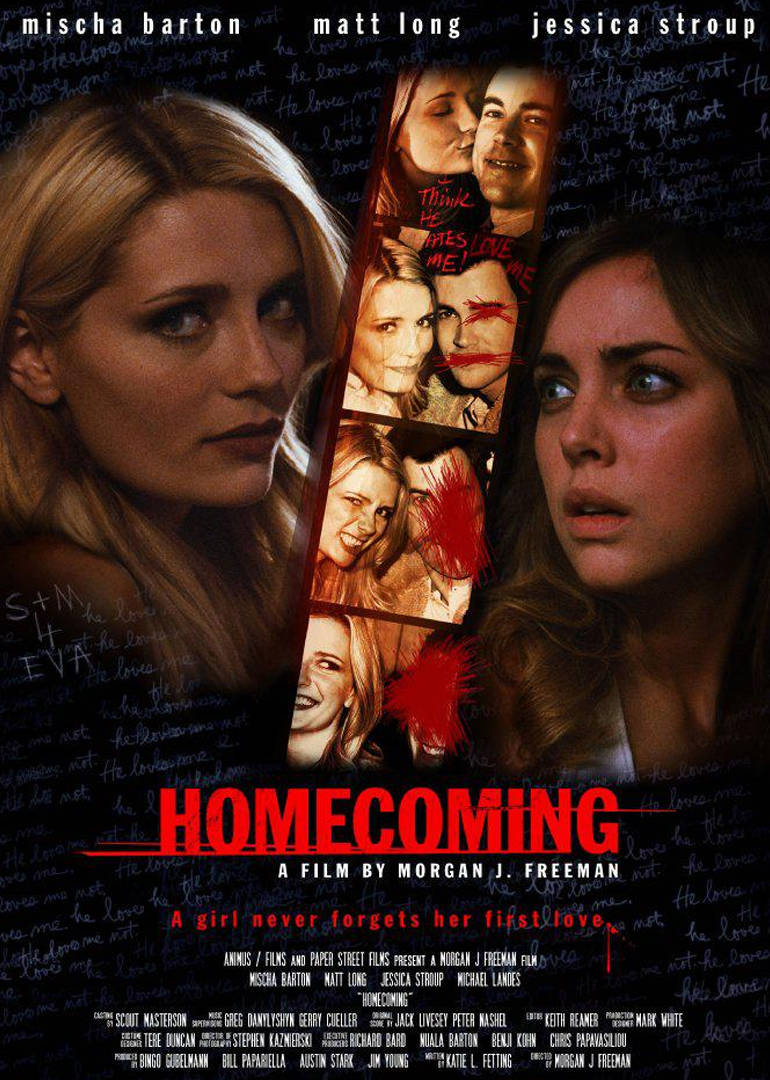 mischa barton matt long jessica stroup
I
Think
HE
ATES LOVE
ME! ME
S + M
4
EVA
HOMECOMING
A FILM BY MORGAN J. FREEMAN
A girl never forgets her first love.
ANIMUS / FILMS AND PAPER STREET FILMS PRESENT A MORGAN J FREEMAN FILM
MISCHA BARTON MATT LONG JESSICA STROUP MICHAEL LANDES
"HOMECOMING"
CASTING BY SCOUT MASTERSON MUSIC SUPERVISORS GREG DANYLYSHYN GERRY CUELLER ORIGINAL SCORE BY JACK LIVESEY PETER NASHEL EDITOR KEITH REAMER PRODUCTION DESIGNER MARK WHITE
COSTUME DESIGNER TERE DUNCAN DIRECTOR OF PHOTOGRAPHY STEPHEN KAZMIERSKI EXECUTIVE PRODUCERS RICHARD BARD NUALA BARTON BENJI KOHN CHRIS PAPAVASILIOU
PRODUCED BY BINGO GUBELMANN BILL PAPARIELLA AUSTIN STARK JIM YOUNG WRITTEN BY KATIE L. FETTING DIRECTED BY MORGAN J FREEMAN